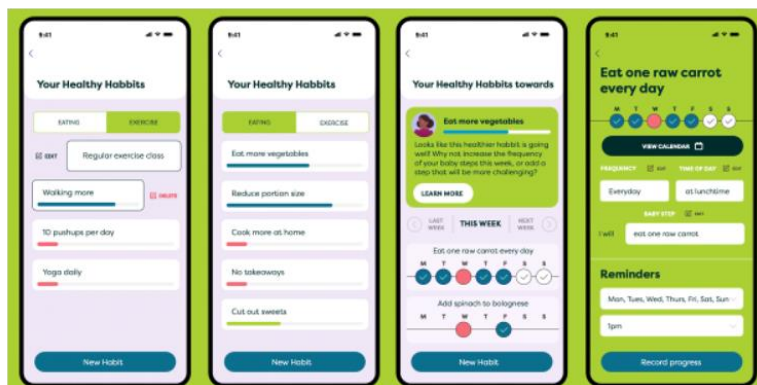 9:41
Your Healthy Habbits
EATING EXERCISE
EDIT Regular exercise class
Walking more DELETE
10 pushups per day
Yoga daily
New Habit
9:41
Your Healthy Habbits
EATING EXERCISE
Eat more vegetables
Reduce portion size
Cook more at home
No takeaways
Cut out sweets
New Habit
9:41
Your Healthy Habbits towards
Eat more vegetables
Looks like this healthier habbit is going
well! Why not increase the frequency
of your baby steps this week, or add a
step that will be more challenging?
LEARN MORE
LAST WEEK THIS WEEK NEXT WEEK
Eat one raw carrot every day
M T W T F S S
Add spinach to bolognese
M T W T F S S
New Habit
9:41
Eat one raw carrot
every day
M T W T F S S
VIEW CALENDAR
FREQUENCY EDIT TIME OF DAY EDIT
Everyday at lunchtime
BABY STEP EDIT
I will eat one raw carrot
Reminders
Mon, Tues, Wed, Thurs, Fri, Sat, Sun
1pm
Record progress